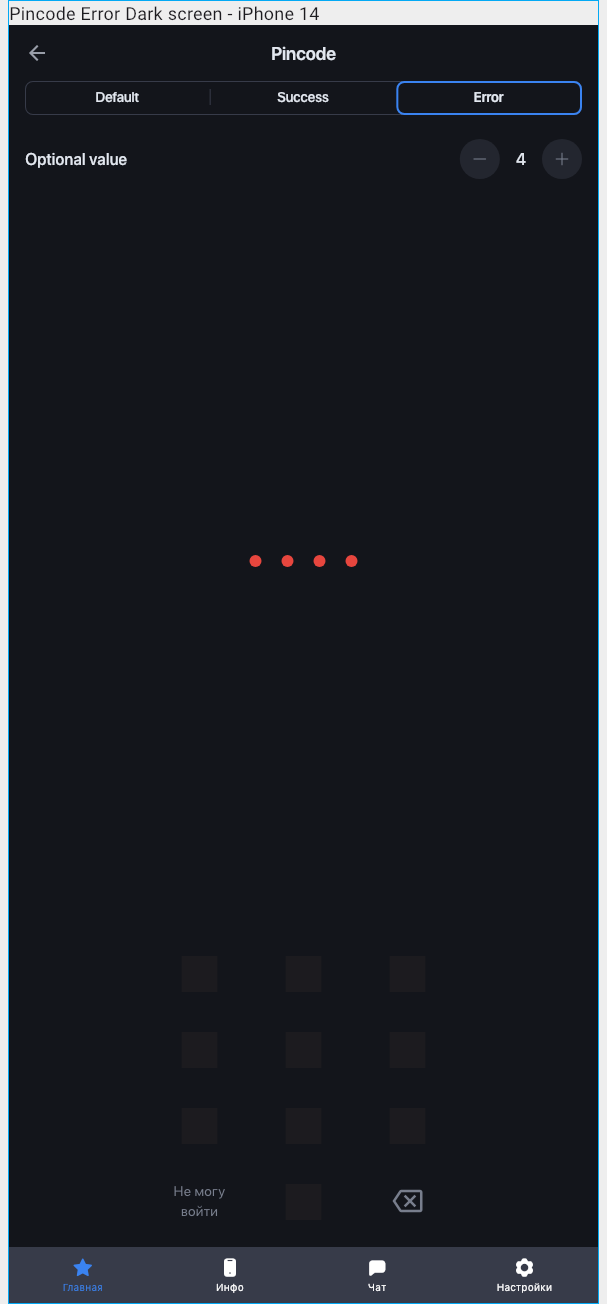 Pincode Error Dark screen - iPhone 14
Pincode
Default Success Error
Optional value 4
Не могу
войти
Главная Инфо Чат Настройки